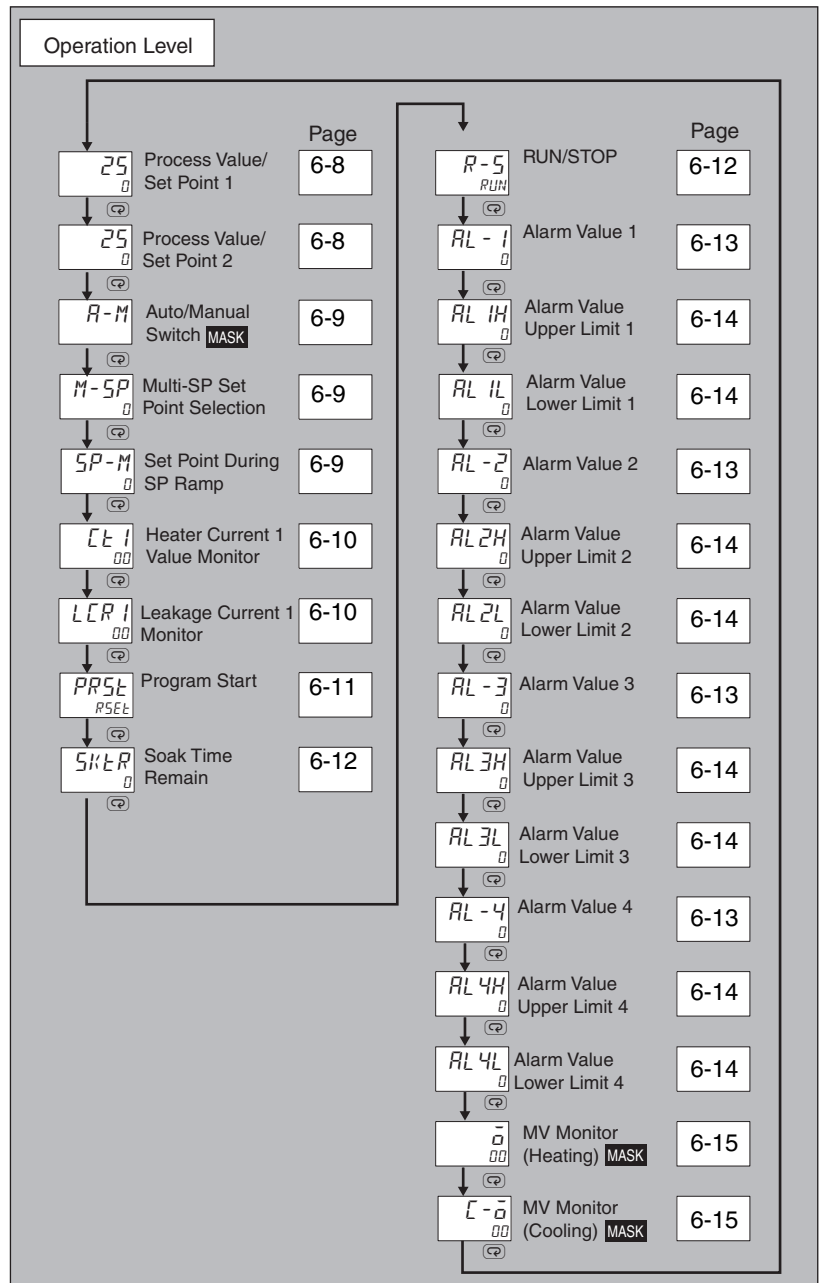 Operation Level
Page
25
0
Process Value/
Set Point 1
6-8
25
0
Process Value/
Set Point 2
6-8
A-M
Auto/Manual
Switch MASK
6-9
M-SP
0
Multi-SP Set
Point Selection
6-9
SP-M
0
Set Point During
SP Ramp
6-9
Ct1
00
Heater Current 1
Value Monitor
6-10
LCR1
00
Leakage Current 1
Monitor
6-10
PRSt
RSEt
Program Start
6-11
SKtR
0
Soak Time
Remain
6-12
Page
R-S
RUN
RUN/STOP
6-12
AL-1
0
Alarm Value 1
6-13
AL 1H
0
Alarm Value
Upper Limit 1
6-14
AL 1L
0
Alarm Value
Lower Limit 1
6-14
AL-2
0
Alarm Value 2
6-13
AL2H
0
Alarm Value
Upper Limit 2
6-14
AL2L
0
Alarm Value
Lower Limit 2
6-14
AL-3
0
Alarm Value 3
6-13
AL3H
0
Alarm Value
Upper Limit 3
6-14
AL3L
0
Alarm Value
Lower Limit 3
6-14
AL-4
0
Alarm Value 4
6-13
AL4H
0
Alarm Value
Upper Limit 4
6-14
AL4L
0
Alarm Value
Lower Limit 4
6-14
ō
00
MV Monitor
(Heating) MASK
6-15
C-ō
00
MV Monitor
(Cooling) MASK
6-15